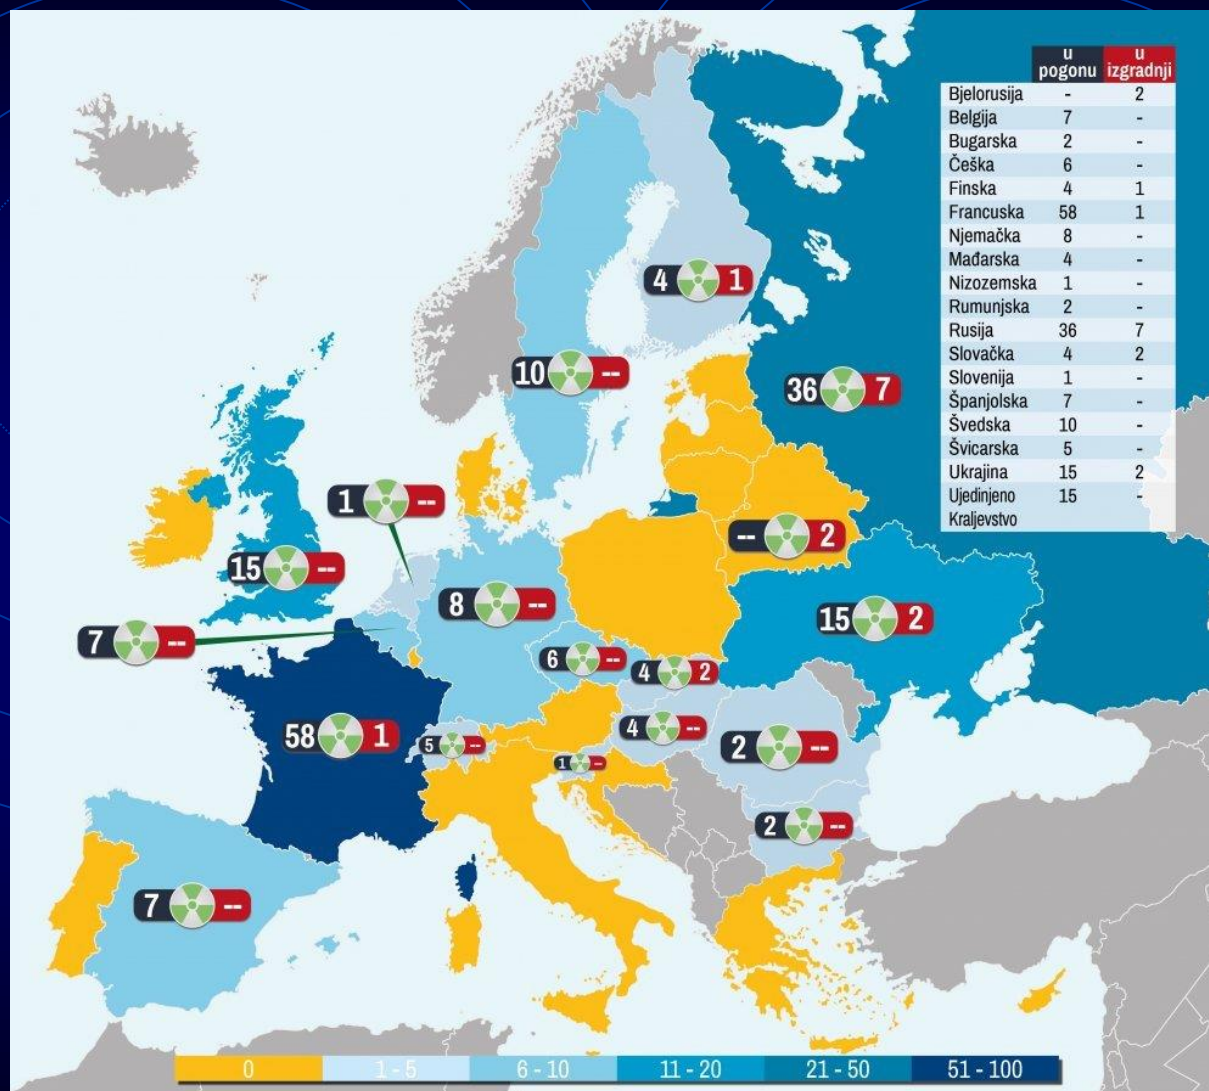 u u
pogonu izgradnji
Bjelorusija - 2
Belgija 7 -
Bugarska 2 -
Češka 6 -
Finska 4 1
Francuska 58 1
Njemačka 8 -
Mađarska 4 -
Nizozemska 1 -
Rumunjska 2 -
Rusija 36 7
Slovačka 4 2
Slovenija 1 -
Španjolska 7 -
Švedska 10 -
Švicarska 5 -
Ukrajina 15 2
Ujedinjeno 15 -
Kraljevstvo
4 1
10 --
36 7
1 --
-- 2
15 --
8 --
15 2
7 --
6 --
4 2
4 --
58 1
5 --
2 --
1 --
2 --
7 --
0 1 - 5 6 - 10 11 - 20 21 - 50 51 - 100